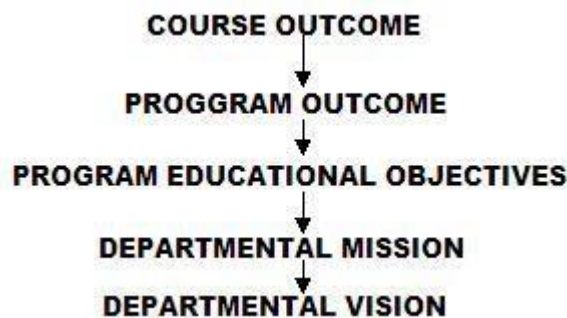 COURSE OUTCOME
PROGGRAM OUTCOME
PROGRAM EDUCATIONAL OBJECTIVES
DEPARTMENTAL MISSION
DEPARTMENTAL VISION